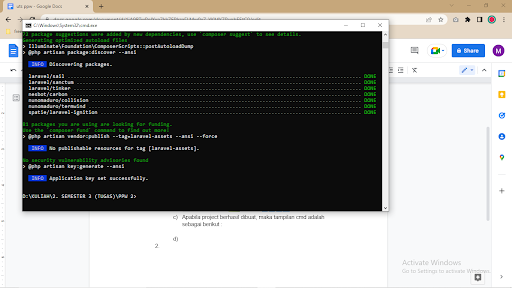 uts ppw - Google Docs
C:\Windows\System32\cmd.exe
71 package suggestions were added by new dependencies, use `composer suggest` to see details.
Generating optimized autoload files
> Illuminate\Foundation\ComposerScripts::postAutoloadDump
> @php artisan package:discover --ansi
INFO Discovering packages.
laravel/sail DONE
laravel/sanctum DONE
laravel/tinker DONE
nesbot/carbon DONE
nunomaduro/collision DONE
nunomaduro/termwind DONE
spatie/laravel-ignition DONE
81 packages you are using are looking for funding.
Use the `composer fund` command to find out more!
> @php artisan vendor:publish --tag=laravel-assets --ansi --force
INFO No publishable resources for tag [laravel-assets].
No security vulnerability advisories found
> @php artisan key:generate --ansi
INFO Application key set successfully.
D:\KULIAH\2. SEMESTER 3 (TUGAS)\PPW 2>
Share
M
c) Apabila project berhasil dibuat, maka tampilan cmd adalah
sebagai berikut
d)
2.
Activate Windows
Go to Settings to activate Windows.